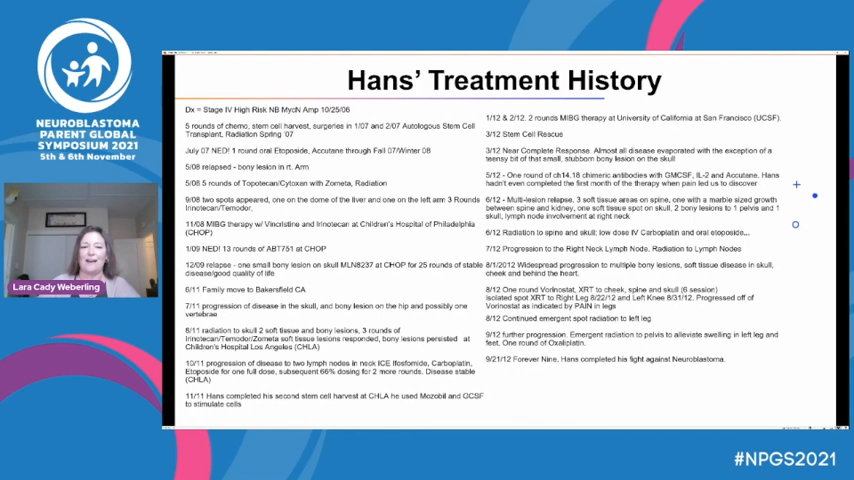 NEUROBLASTOMA
PARENT GLOBAL
SYMPOSIUM 2021
5th & 6th November
Lara Cady Weberling
Hans' Treatment History
Dx = Stage IV High Risk NB MycN Amp 10/25/06
5 rounds of chemo, stem cell harvest, surgeries in 1/07 and 2/07 Autologous Stem Cell
Transplant, Radiation Spring '07
July 07 NED! 1 round oral Etoposide, Accutane through Fall 07/Winter 08
5/08 relapsed - bony lesion in rt. Arm
5/08 5 rounds of Topotecan/Cytoxan with Zometa, Radiation
9/08 two spots appeared, one on the dome of the liver and one on the left arm 3 Rounds
Irinotecan/Temodor,
11/08 MIBG therapy w/ Vincristine and Irinotecan at Children's Hospital of Philadelphia
(CHOP)
1/09 NED! 13 rounds of ABT751 at CHOP
12/09 relapse - one small bony lesion on skull MLN8237 at CHOP for 25 rounds of stable
disease/good quality of life
6/11 Family move to Bakersfield CA
7/11 progression of disease in the skull, and bony lesion on the hip and possibly one
vertebrae
8/11 radiation to skull 2 soft tissue and bony lesions, 3 rounds of
Irinotecan/Temodor/Zometa soft tissue lesions responded, bony lesions persisted at
Children's Hospital Los Angeles (CHLA)
10/11 progression of disease to two lymph nodes in neck ICE Ifosfomide, Carboplatin,
Etoposide for one full dose, subsequent 66% dosing for 2 more rounds. Disease stable
(CHLA)
11/11 Hans completed his second stem cell harvest at CHLA he used Mozobil and GCSF
to stimulate cells
1/12 & 2/12. 2 rounds MIBG therapy at University of California at San Francisco (UCSF).
3/12 Stem Cell Rescue
3/12 Near Complete Response. Almost all disease evaporated with the exception of a
teensy bit of that small, stubborn bony lesion on the skull
5/12 - One round of ch14.18 chimeric antibodies with GMCSF, IL-2 and Accutane. Hans
hadn't even completed the first month of the therapy when pain led us to discover
6/12 - Multi-lesion relapse. 3 soft tissue areas on spine, one with a marble sized growth
between spine and kidney, one soft tissue spot on skull, 2 bony lesions to 1 pelvis and 1
skull, lymph node involvement at right neck
6/12 Radiation to spine and skull; low dose IV Carboplatin and oral etoposide...
7/12 Progression to the Right Neck Lymph Node. Radiation to Lymph Nodes
8/1/2012 Widespread progression to multiple bony lesions, soft tissue disease in skull,
cheek and behind the heart.
8/12 One round Vorinostat, XRT to cheek, spine and skull (6 session)
isolated spot XRT to Right Leg 8/22/12 and Left Knee 8/31/12. Progressed off of
Vorinostat as indicated by PAIN in legs
8/12 Continued emergent spot radiation to left leg
9/12 further progression. Emergent radiation to pelvis to alleviate swelling in left leg and
feet. One round of Oxaliplatin.
9/21/12 Forever Nine. Hans completed his fight against Neuroblastoma.
#NPGS2021